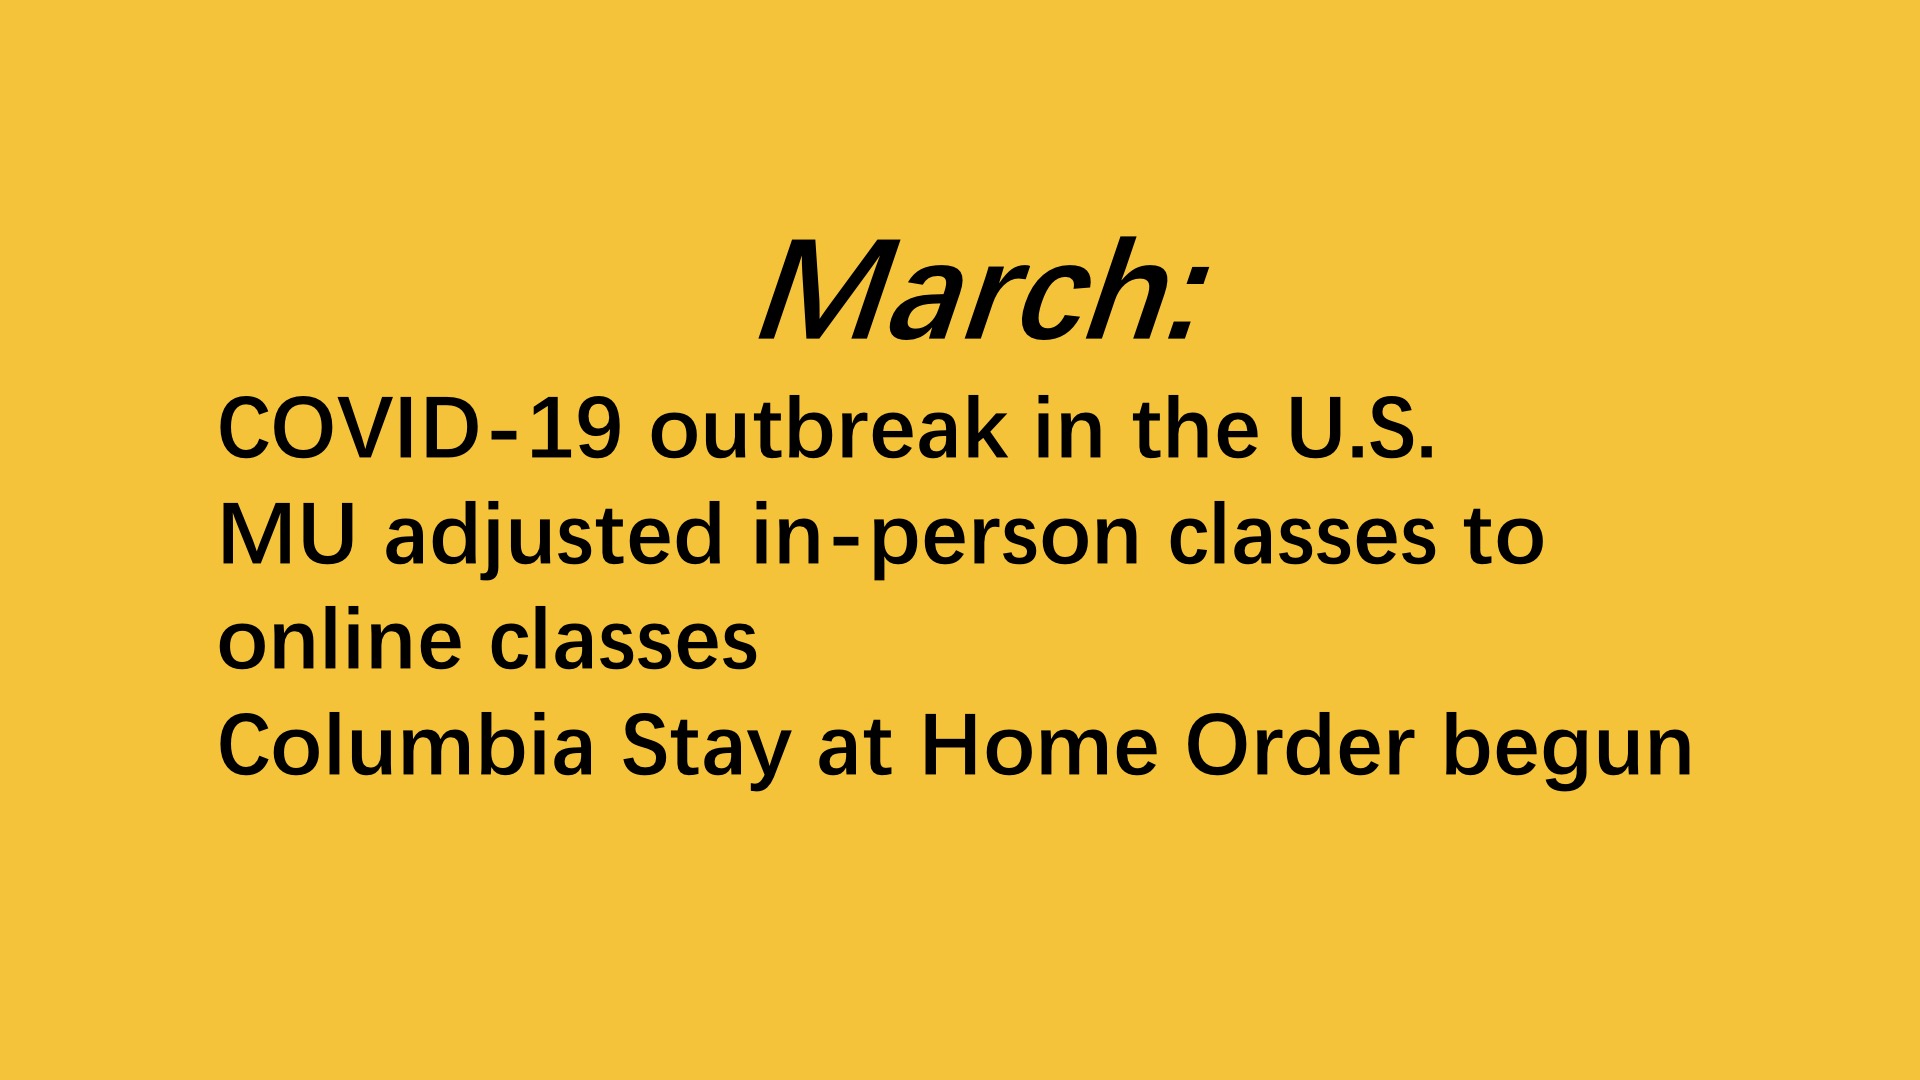 March:
COVID-19 outbreak in the U.S.
MU adjusted in-person classes to
online classes
Columbia Stay at Home Order begun